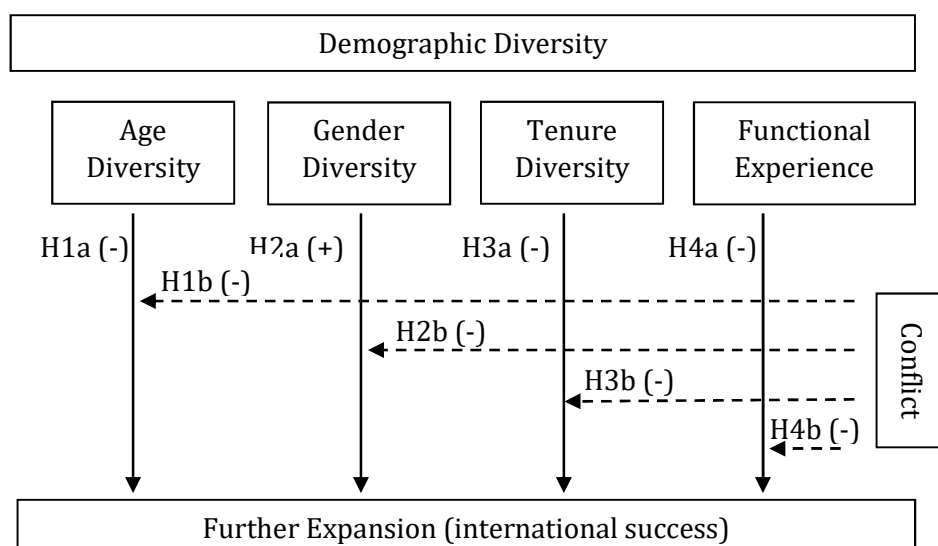 Demographic Diversity
Age
Diversity
Gender
Diversity
Tenure
Diversity
Functional
Experience
H1a (-)
H2a (+)
H3a (-)
H4a (-)
H1b (-)
H2b (-)
H3b (-)
H4b (-)
Conflict
Further Expansion (international success)